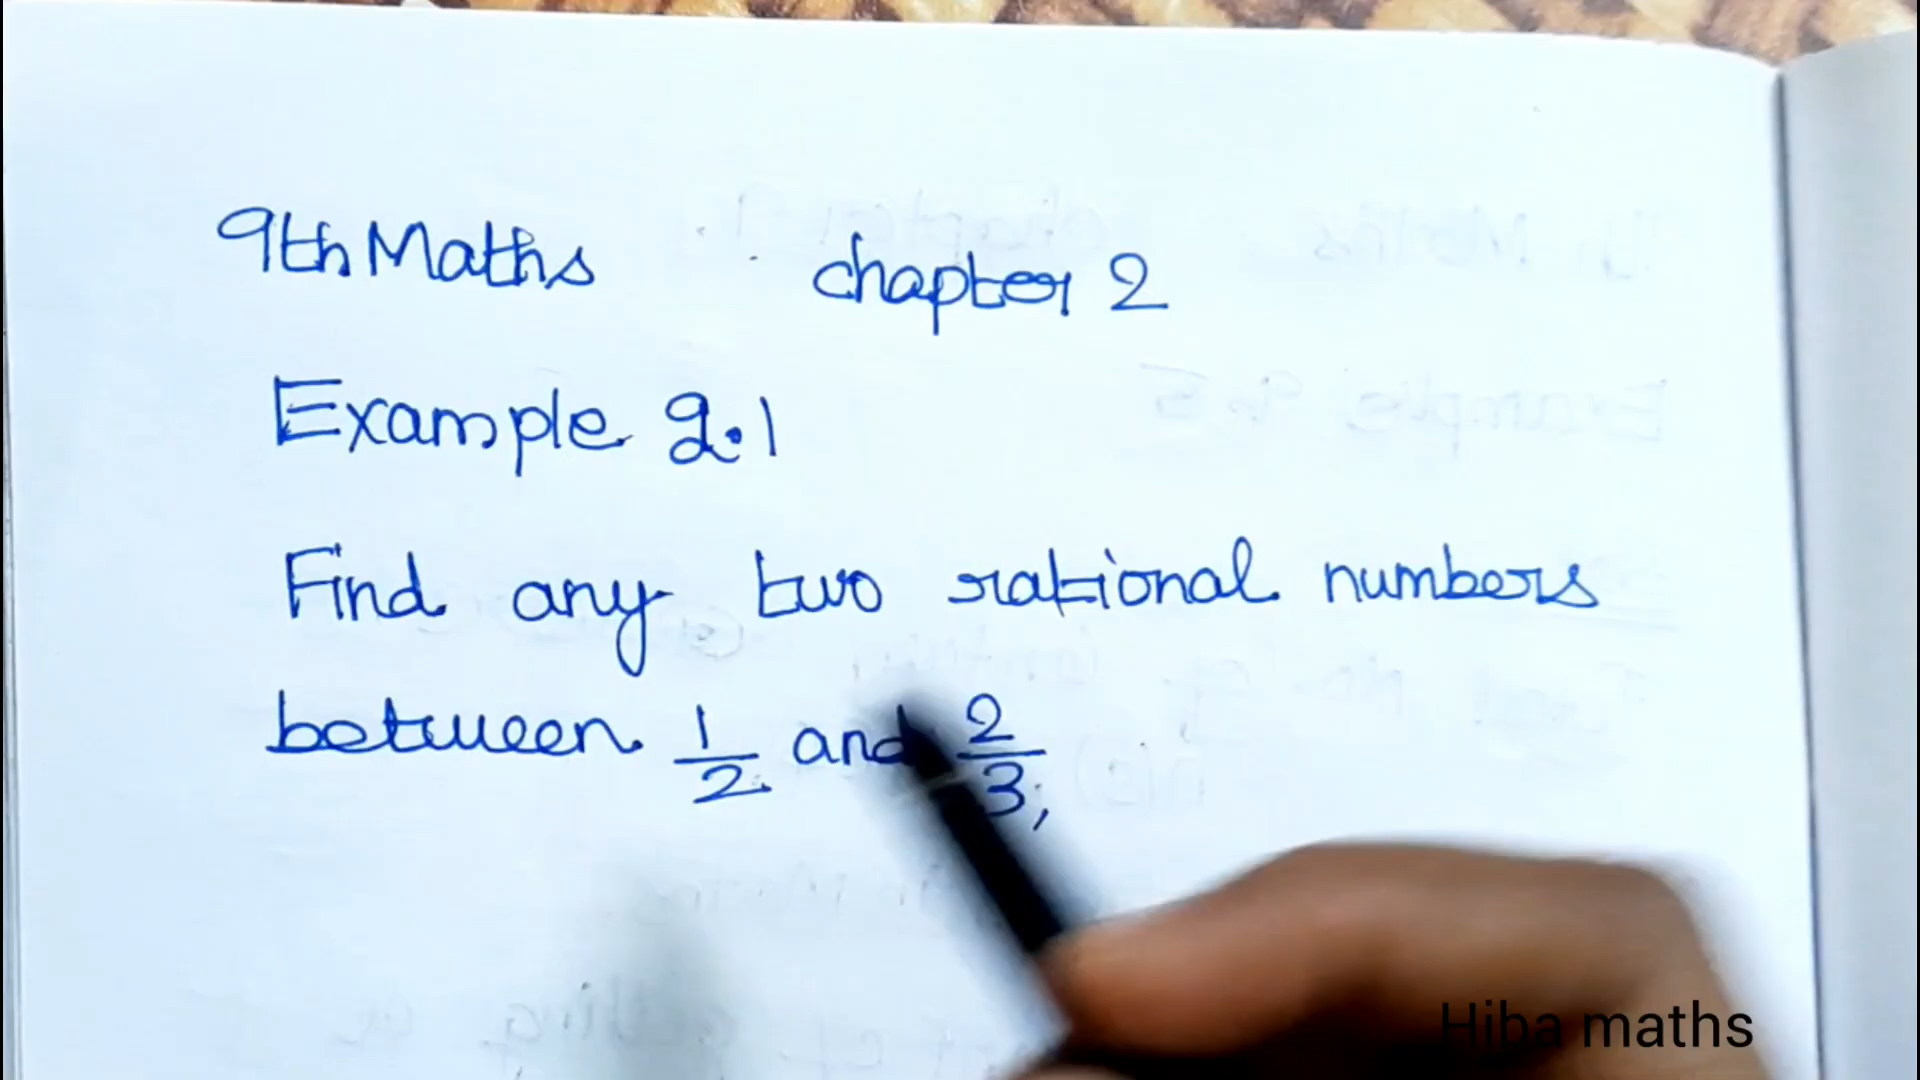 9th Maths chapter 2
Example 2.1
Find any two rational numbers
between 1/2 and 2/3,
Hiba maths